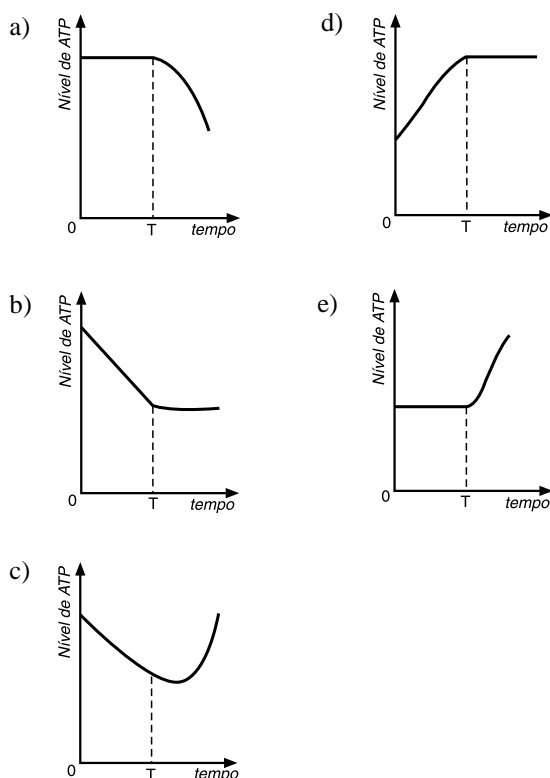 a)
Nível de ATP
0
T
tempo
d)
Nível de ATP
0
T
tempo
b)
Nível de ATP
0
T
tempo
e)
Nível de ATP
0
T
tempo
c)
Nível de ATP
0
T
tempo